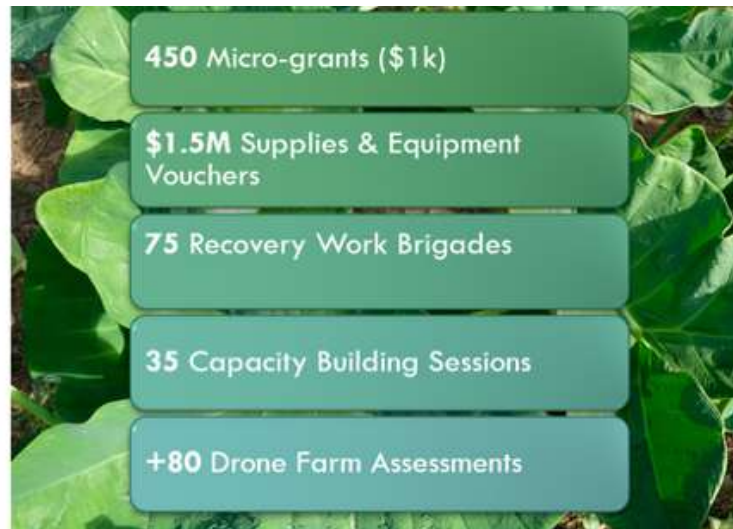 450 Micro-grants ($1k)
$1.5M Supplies & Equipment
Vouchers
75 Recovery Work Brigades
35 Capacity Building Sessions
+80 Drone Farm Assessments